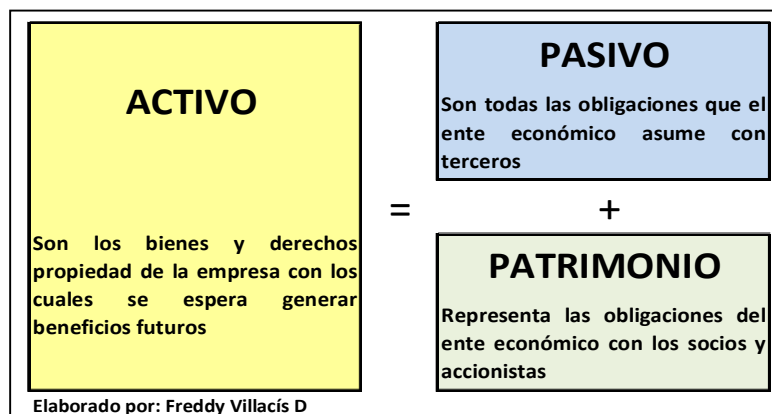 ACTIVO
Son los bienes y derechos
propiedad de la empresa con los
cuales se espera generar
beneficios futuros
=
PASIVO
Son todas las obligaciones que el
ente económico asume con
terceros
+
PATRIMONIO
Representa las obligaciones del
ente económico con los socios y
accionistas
Elaborado por: Freddy Villacís D